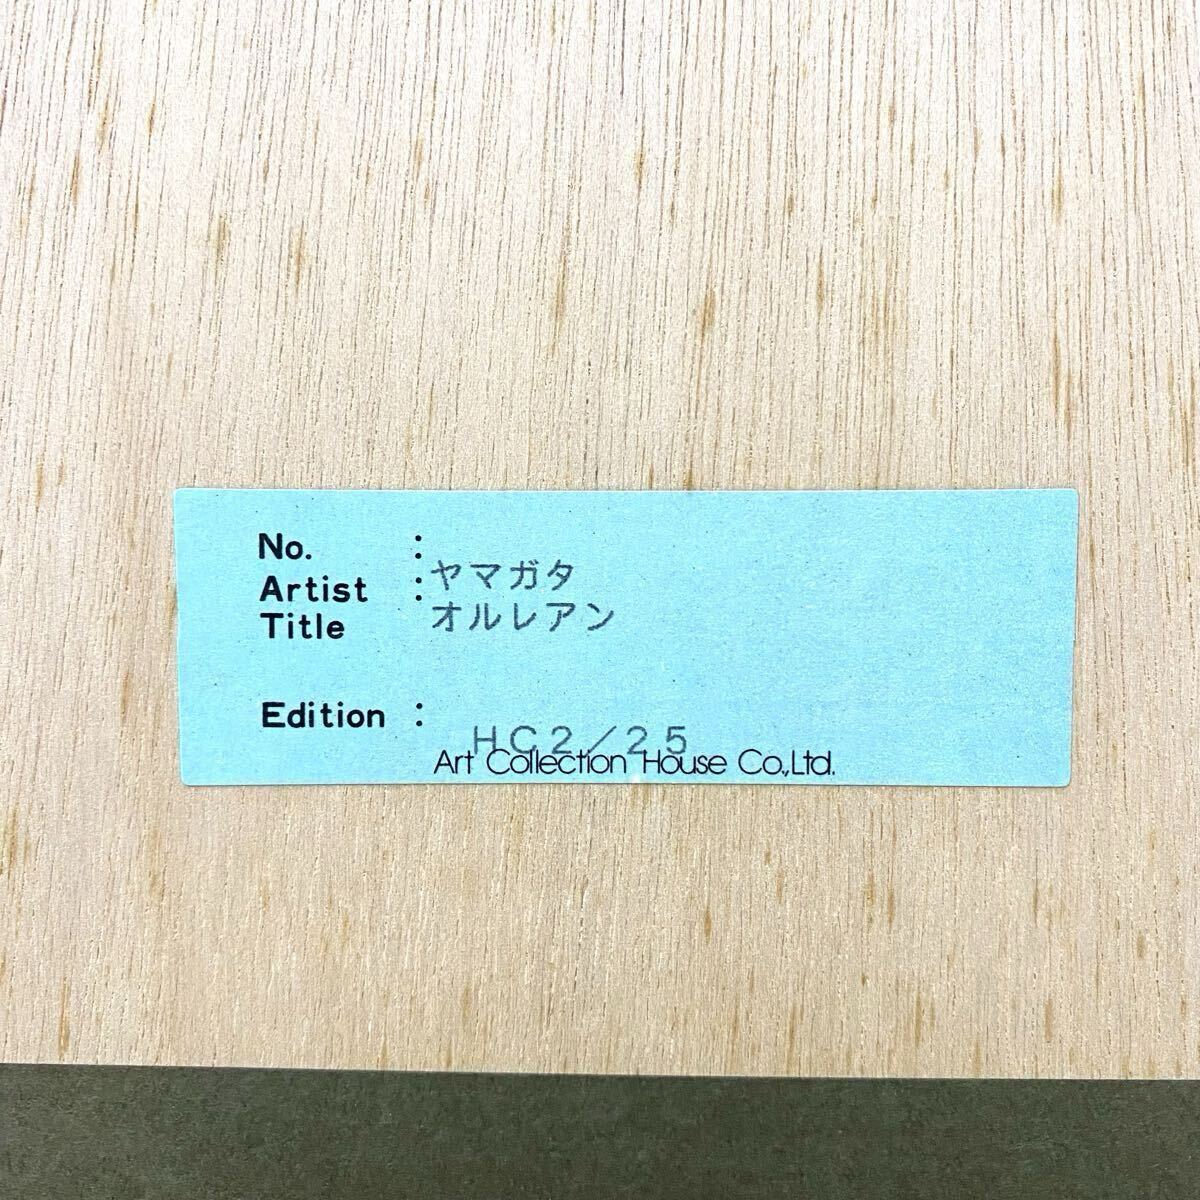 No. :
Artist :ヤマガタ
Title オルレアン
Edition :
HC2/25
Art Collection House Co.,Ltd.